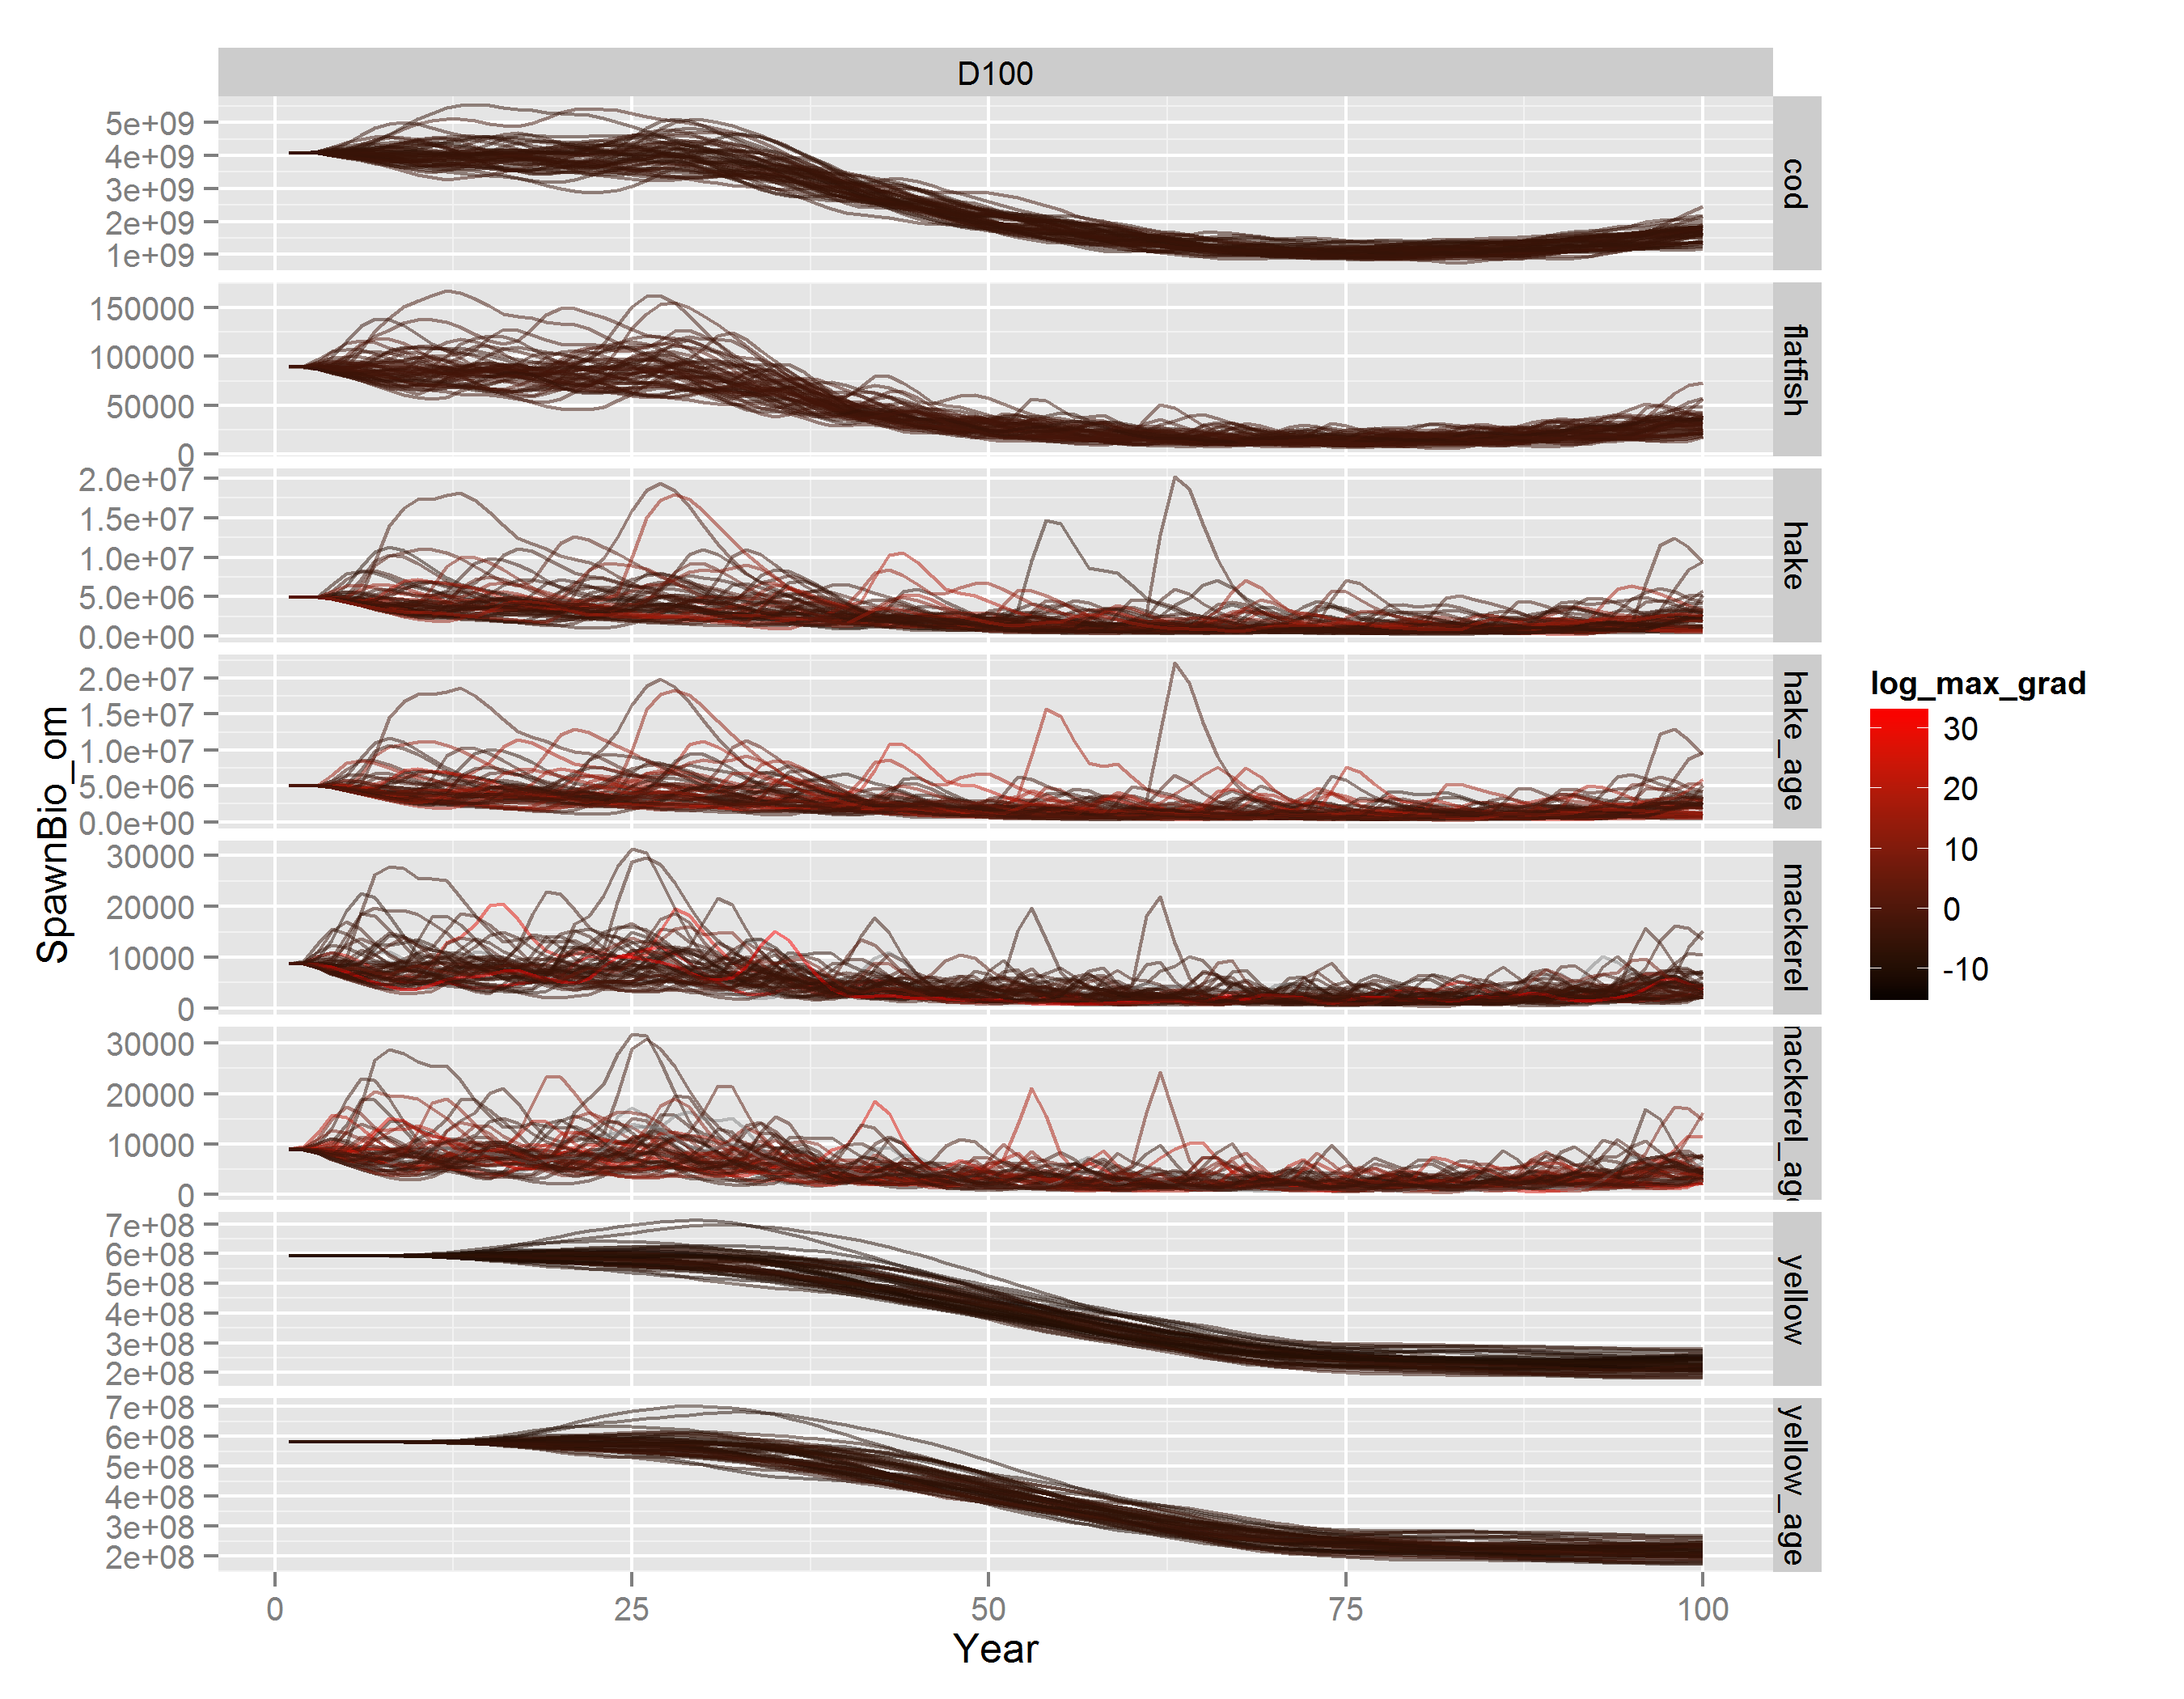 D100
5e+09
4e+09
3e+09
2e+09
1e+09
cod
150000
100000
50000
0
flatfish
2.0e+07
1.5e+07
1.0e+07
5.0e+06
0.0e+00
hake
2.0e+07
1.5e+07
1.0e+07
5.0e+06
0.0e+00
hake_age
30000
20000
10000
0
mackerel
30000
20000
10000
0
mackerel_age
7e+08
6e+08
5e+08
4e+08
3e+08
2e+08
yellow
7e+08
6e+08
5e+08
4e+08
3e+08
2e+08
yellow_age
0 25 50 75 100
Year
SpawnBio_om
log_max_grad
30
20
10
0
-10